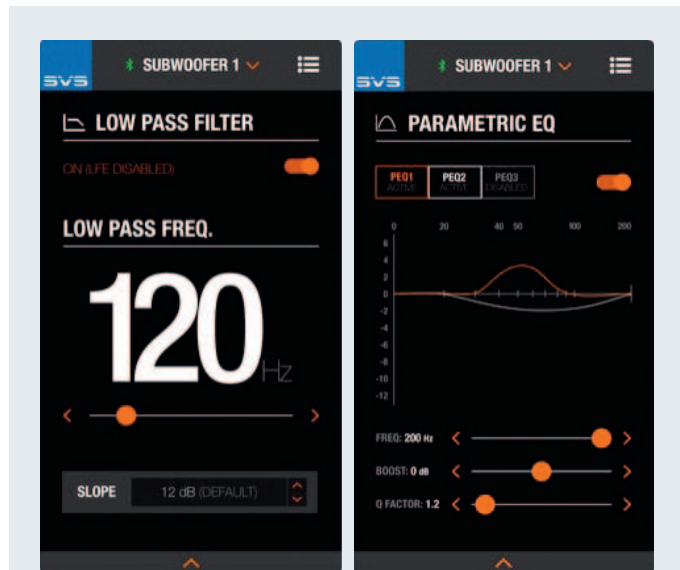 SVS
SUBWOOFER 1
LOW PASS FILTER
ON (LFE DISABLED)
LOW PASS FREQ.
120 Hz
SLOPE 12 dB (DEFAULT)
SVS
SUBWOOFER 1
PARAMETRIC EQ
PEQ1 PEQ2 PEQ3
ACTIVE ACTIVE DISABLED
0 20 40 50 100 200
6
4
2
0
-2
-4
-6
-8
-10
-12
FREQ: 200 Hz
BOOST: 0 dB
Q FACTOR: 1.2